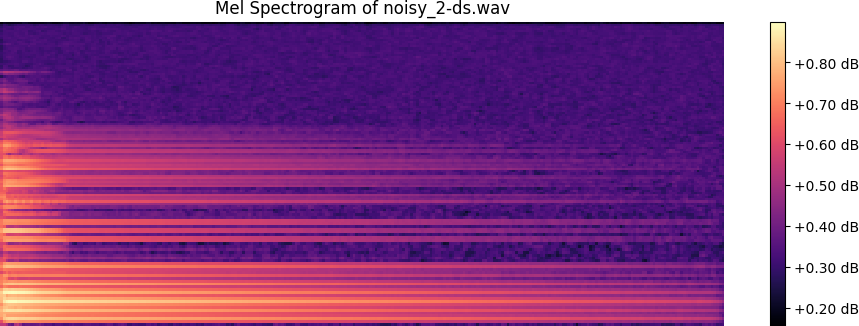 Mel Spectrogram of noisy_2-ds.wav
+0.80 dB
+0.70 dB
+0.60 dB
+0.50 dB
+0.40 dB
+0.30 dB
+0.20 dB